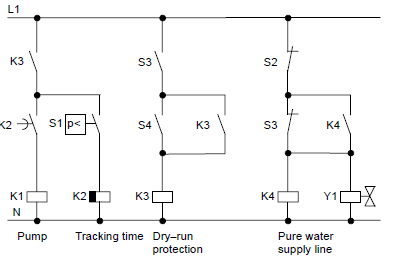 L1
K3 S3 S2
K2 S1 p< S4 K3 S3 K4
K1 K2 K3 K4 Y1
N
Pump Tracking time Dry–run protection Pure water supply line